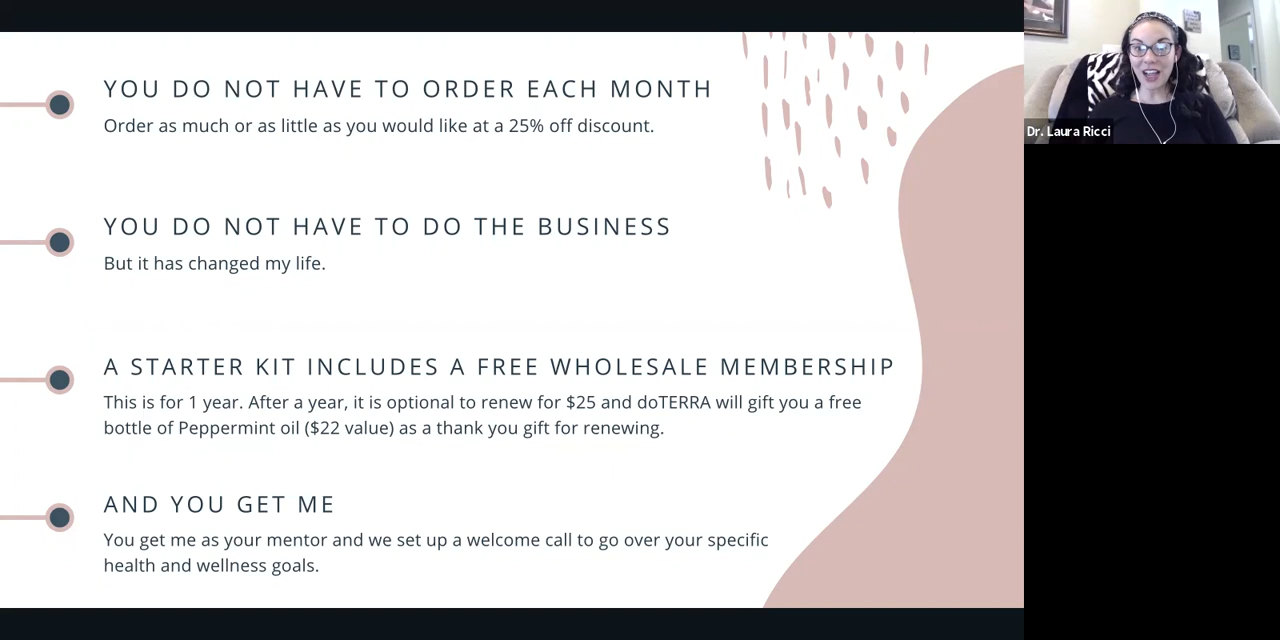 YOU DO NOT HAVE TO ORDER EACH MONTH
Order as much or as little as you would like at a 25% off discount.
YOU DO NOT HAVE TO DO THE BUSINESS
But it has changed my life.
A STARTER KIT INCLUDES A FREE WHOLESALE MEMBERSHIP
This is for 1 year. After a year, it is optional to renew for $25 and doTERRA will gift you a free
bottle of Peppermint oil ($22 value) as a thank you gift for renewing.
AND YOU GET ME
You get me as your mentor and we set up a welcome call to go over your specific
health and wellness goals.
Dr. Laura Ricci